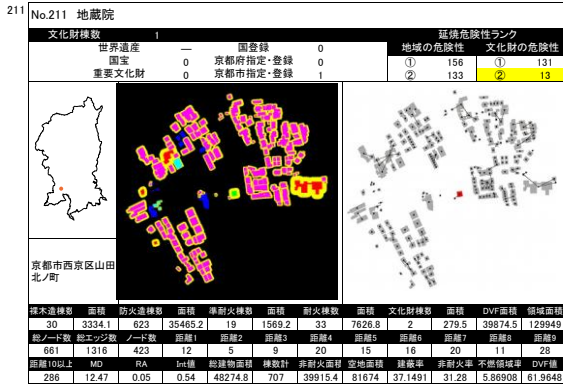 211
No.211 地蔵院
文化財棟数 1 延焼危険性ランク
世界遺産 ― 国登録 0 地域の危険性 文化財の危険性
国宝 0 京都府指定・登録 0 ① 156 ① 131
重要文化財 0 京都市指定・登録 1 ② 133 ② 13
京都市西京区山田
北ノ町
裸木造棟数 面積 防火造棟数 面積 準耐火棟数 面積 耐火棟数 面積 文化財棟数 面積 DVF面積 領域面積
30 3334.1 623 35465.2 19 1569.2 33 7626.8 2 279.5 39874.5 129949
総ノード数 総エッジ数 ノード数 距離1 距離2 距離3 距離4 距離5 距離6 距離7 距離8 距離9
661 1316 423 12 5 9 20 15 16 20 11 28
距離10以上 MD RA Int値 総建物面積 棟数計 非耐火面積 空地面積 建蔽率 非耐火率 不燃領域率 DVF値
286 12.47 0.05 0.54 48274.8 707 39915.4 81674 37.1491 31.28 5.86908 61.9648